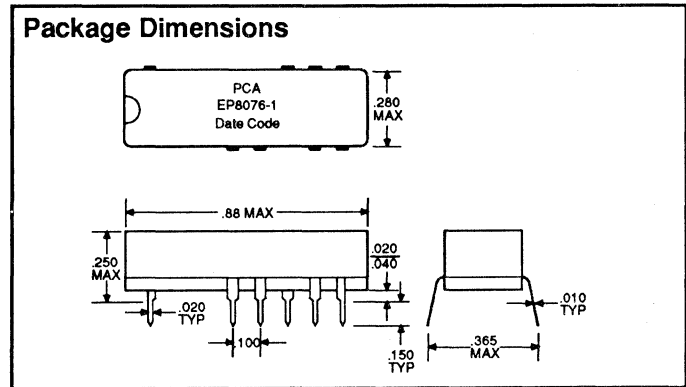 Package Dimensions
PCA
EP8076-1
Date Code
.280
MAX
.88 MAX
.250
MAX
.020
.040
.020
TYP
.010
TYP
.100
.150
TYP
.365
MAX